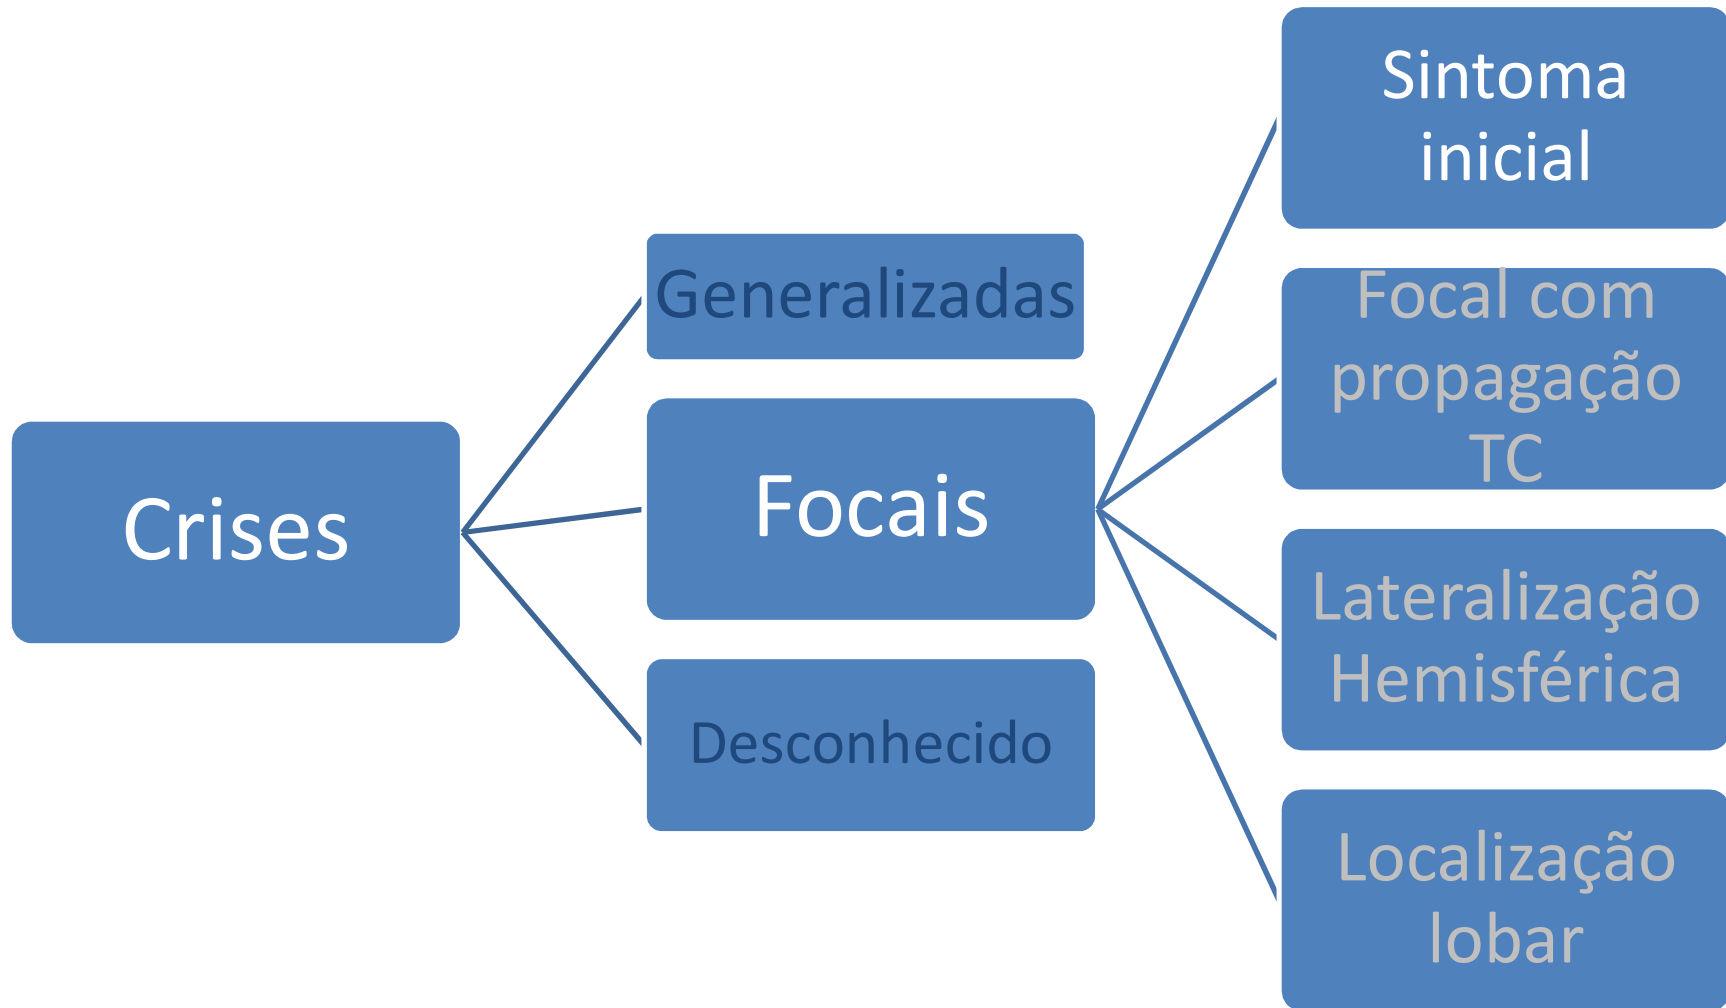 Crises
Generalizadas
Focais
Desconhecido
Sintoma
inicial
Focal com
propagação
TC
Lateralização
Hemisférica
Localização
lobar